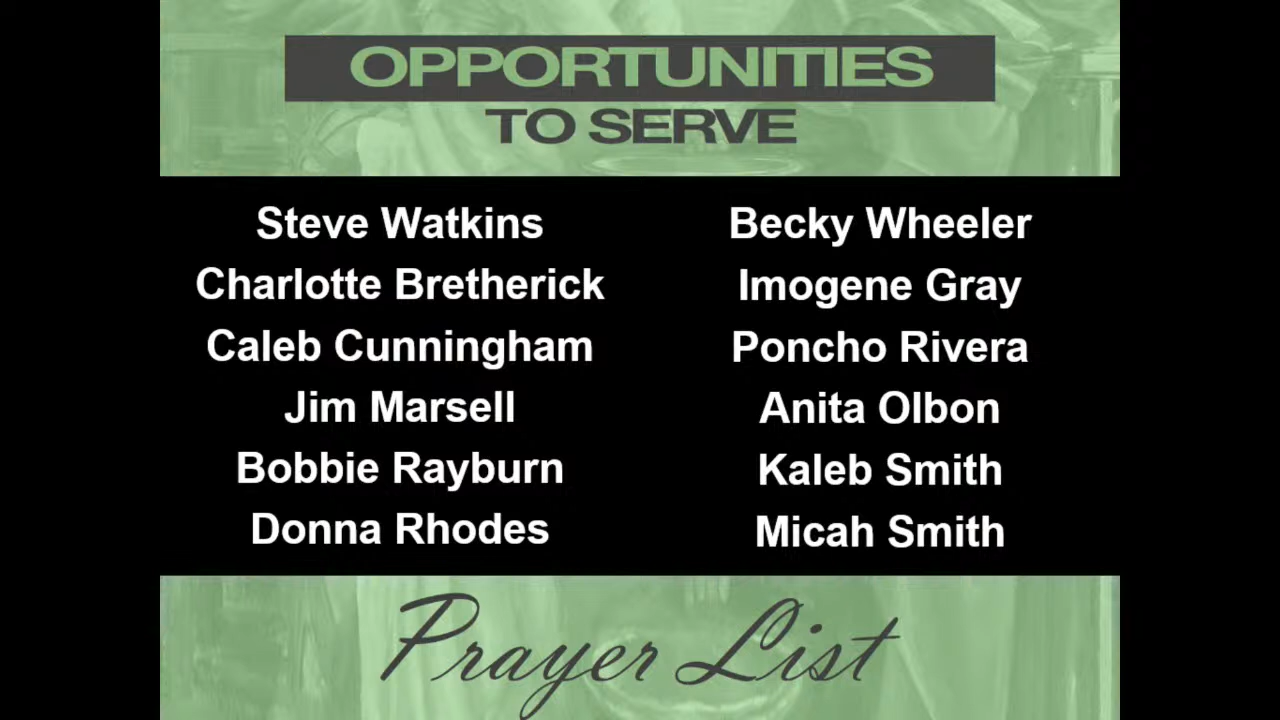 OPPORTUNITIES
TO SERVE
Steve Watkins
Charlotte Bretherick
Caleb Cunningham
Jim Marsell
Bobbie Rayburn
Donna Rhodes
Becky Wheeler
Imogene Gray
Poncho Rivera
Anita Olbon
Kaleb Smith
Micah Smith
Prayer List